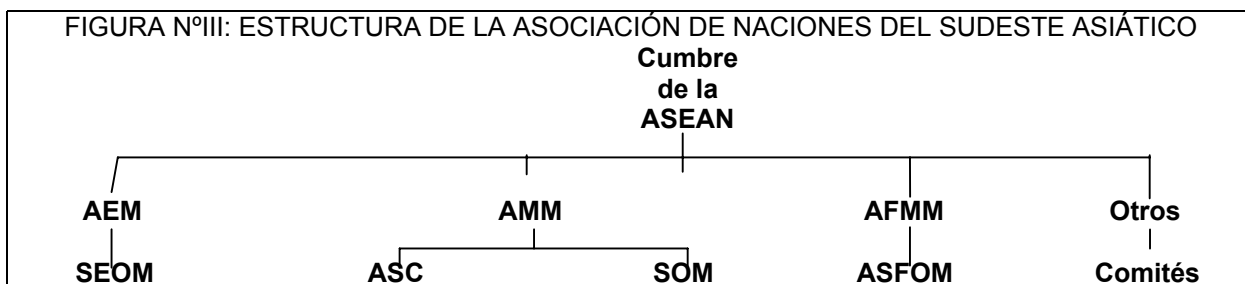 FIGURA NºIII: ESTRUCTURA DE LA ASOCIACIÓN DE NACIONES DEL SUDESTE ASIÁTICO
Cumbre
de la
ASEAN
AEM AMM AFMM Otros
SEOM ASC SOM ASFOM Comités